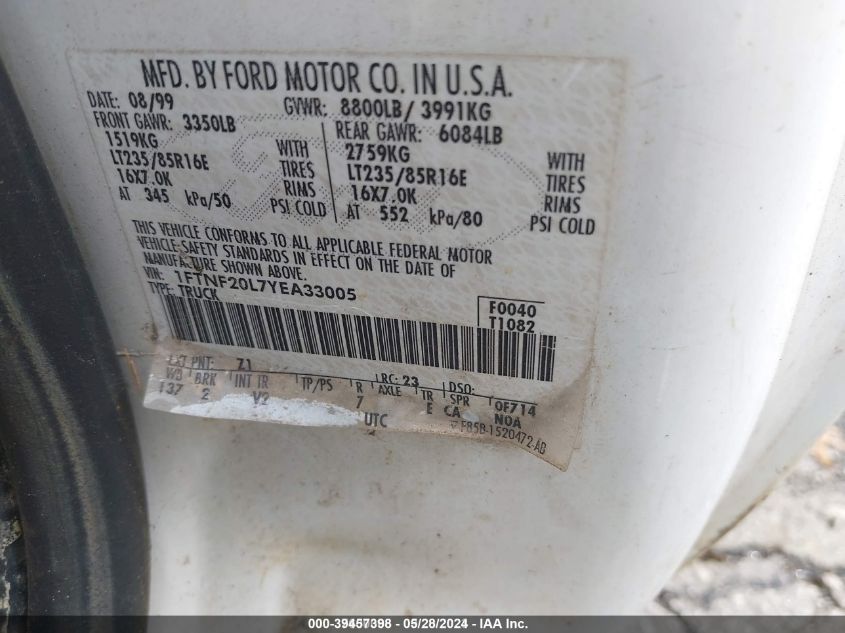 MFD. BY FORD MOTOR CO. IN U.S.A.
DATE: 08/99 GVWR: 8800LB/ 3991KG
FRONT GAWR: 3350LB REAR GAWR: 6084LB
1519KG WITH 2759KG WITH
LT235/85R16E TIRES LT235/85R16E TIRES
16X7.0K RIMS 16X7.0K RIMS
AT 345 kPa/50 PSI COLD AT 552 kPa/80 PSI COLD
THIS VEHICLE CONFORMS TO ALL APPLICABLE FEDERAL MOTOR
VEHICLE SAFETY STANDARDS IN EFFECT ON THE DATE OF
MANUFACTURE SHOWN ABOVE.
VIN: 1FTNF20L7YEA33005 F0040
TYPE: TRUCK T1082
EXT PNT: Z1 RC: 23 DSO:
WB BRK INT TR TP/PS R AXLE TR SPR 0F714
137 2 V2 7 E CA NOA
UTC F85B-1520472-AB
000-39457398 - 05/28/2024 - IAA Inc.